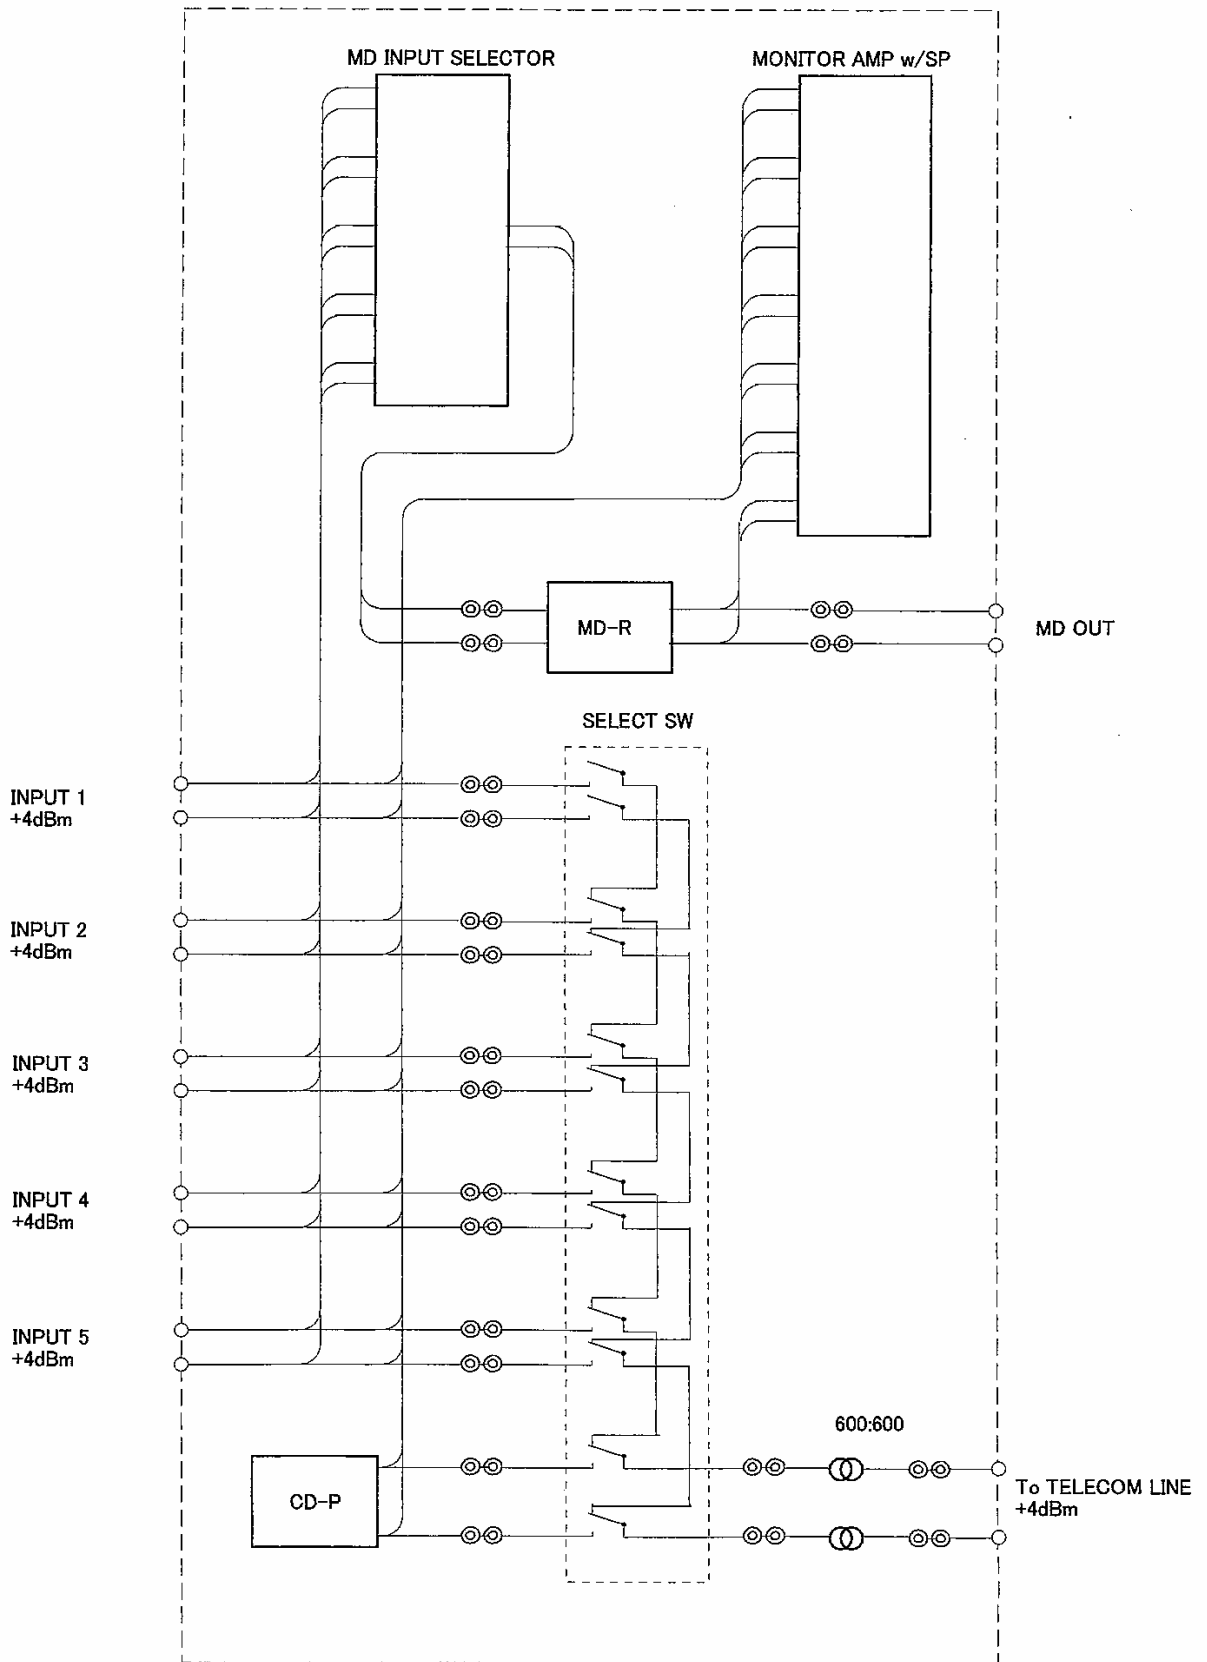 MD INPUT SELECTOR
MONITOR AMP w/SP
MD-R
MD OUT
SELECT SW
INPUT 1
+4dBm
INPUT 2
+4dBm
INPUT 3
+4dBm
INPUT 4
+4dBm
INPUT 5
+4dBm
600:600
CD-P
To TELECOM LINE
+4dBm